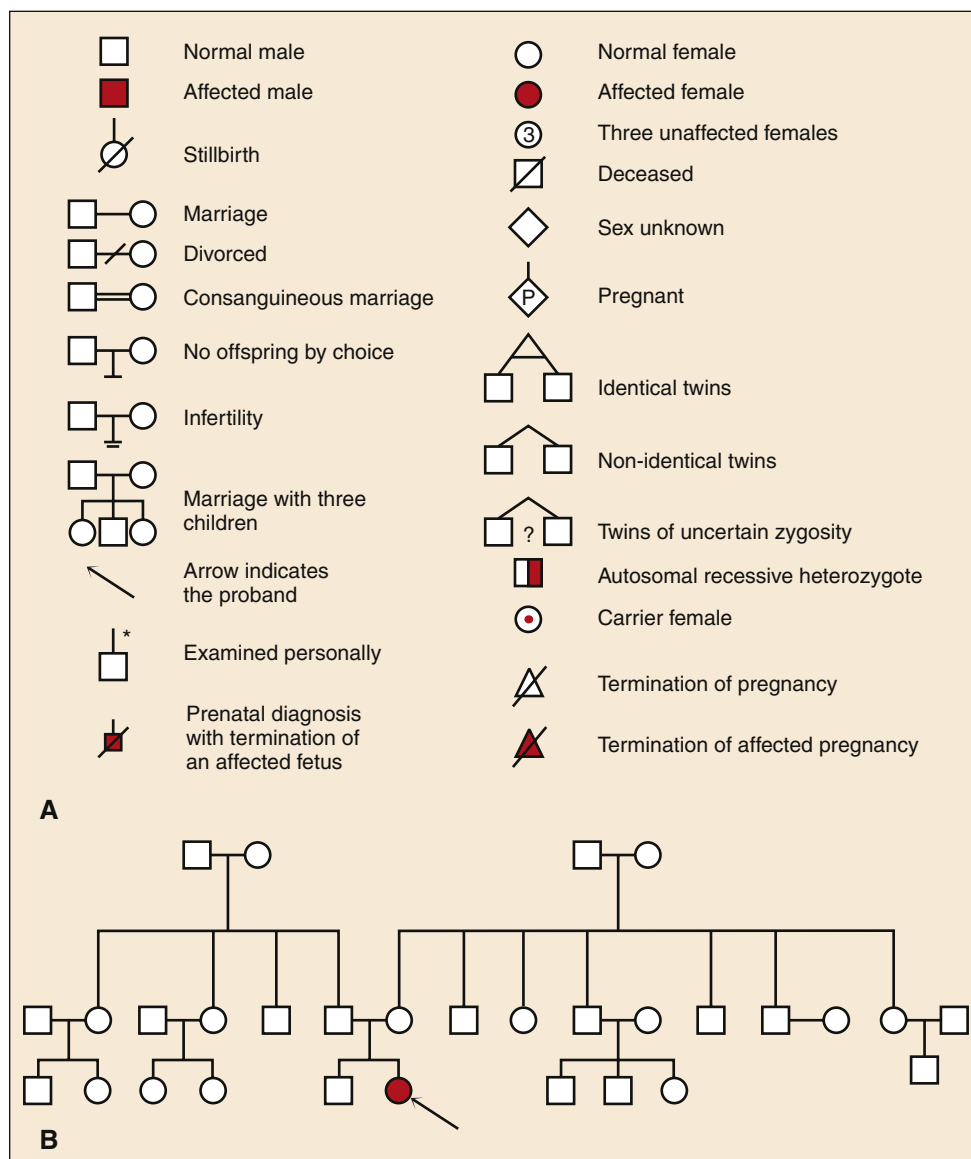 Normal male
Affected male
Stillbirth
Marriage
Divorced
Consanguineous marriage
No offspring by choice
Infertility
Marriage with three
children
Arrow indicates
the proband
*
Examined personally
Prenatal diagnosis
with termination of
an affected fetus
Normal female
Affected female
3
Three unaffected females
Deceased
Sex unknown
P
Pregnant
Identical twins
Non-identical twins
?
Twins of uncertain zygosity
Autosomal recessive heterozygote
Carrier female
Termination of pregnancy
Termination of affected pregnancy
A
B